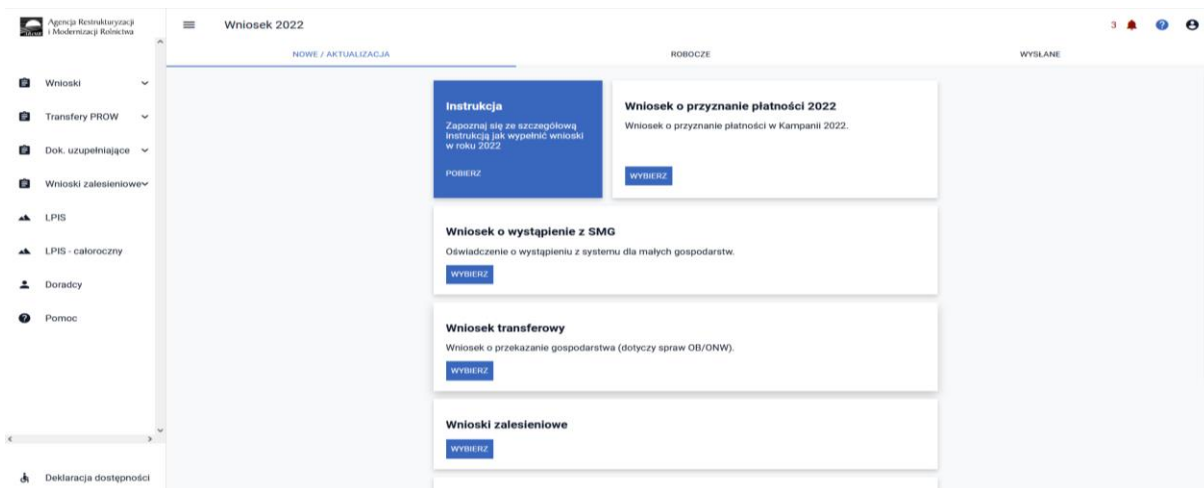 Agencja Restrukturyzacji
i Modernizacji Rolnictwa
Wniosek 2022
3
NOWE / AKTUALIZACJA
ROBOCZE
WYSŁANE
Wnioski
Transfery PROW
Dok. uzupełniające
Wnioski zalesieniowe
LPIS
LPIS - całoroczny
Doradcy
Pomoc
Deklaracja dostępności
Instrukcja
Zapoznaj się ze szczegółową
instrukcją jak wypełnić wnioski
w roku 2022
POBIERZ
Wniosek o przyznanie płatności 2022
Wniosek o przyznanie płatności w Kampanii 2022.
WYBIERZ
Wniosek o wystąpienie z SMG
Oświadczenie o wystąpieniu z systemu dla małych gospodarstw.
WYBIERZ
Wniosek transferowy
Wniosek o przekazanie gospodarstwa (dotyczy spraw OB/ONW).
WYBIERZ
Wnioski zalesieniowe
WYBIERZ